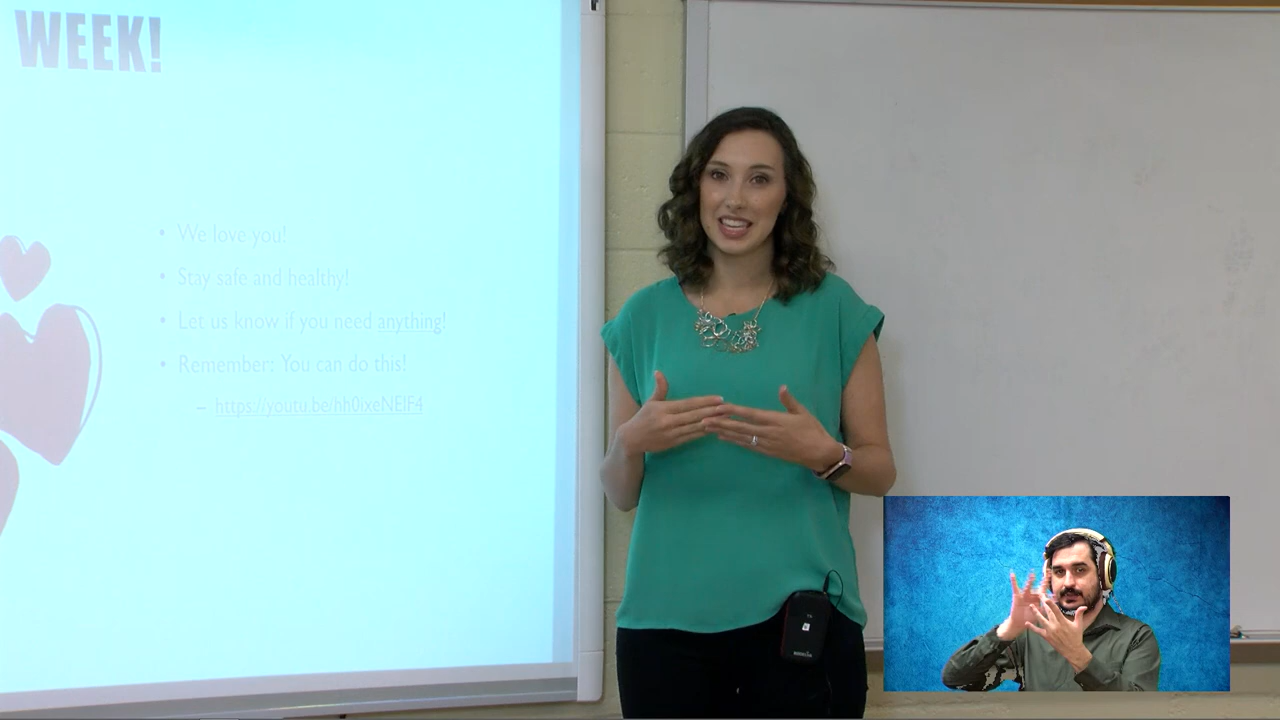 WEEK!
• We love you!
• Stay safe and healthy!
• Let us know if you need anything!
• Remember: You can do this!
– https://youtu.be/hh0ixeNElF4